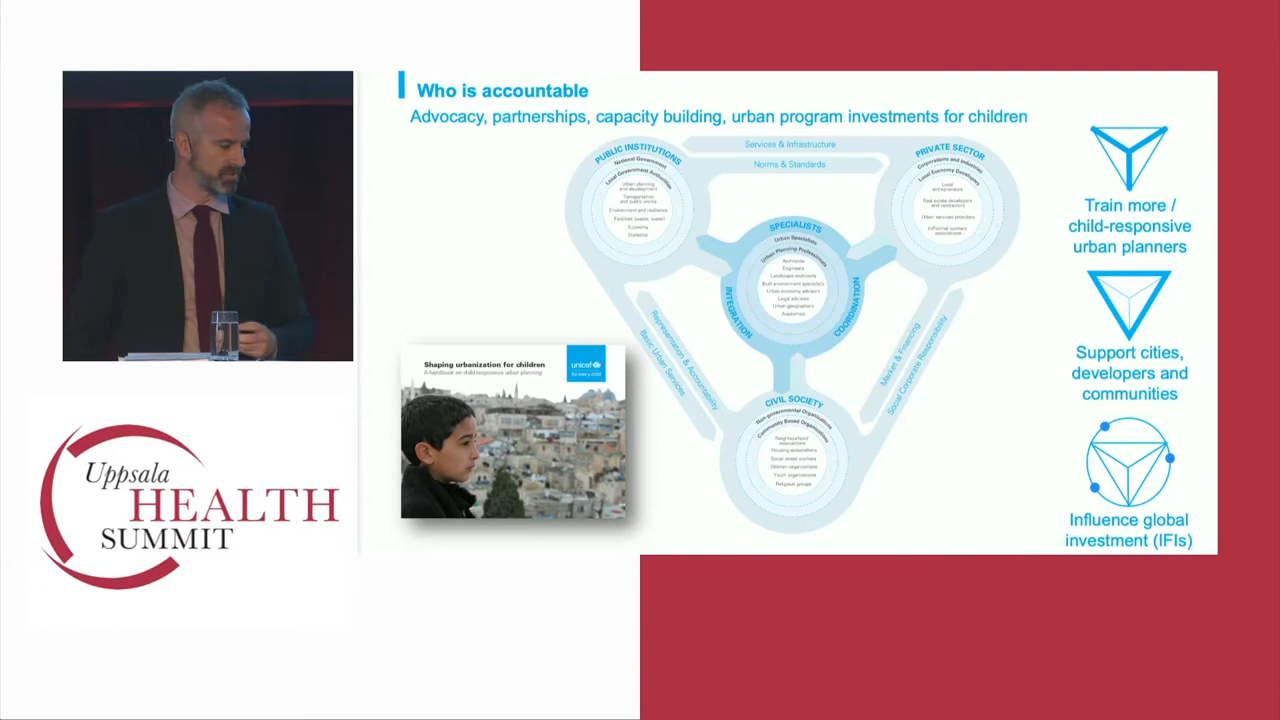 Who is accountable
Advocacy, partnerships, capacity building, urban program investments for children
PUBLIC INSTITUTIONS
National Government
Local Government Authorities
Urban planning
and development
Transportation
and public works
Environment and resilience
Facilities (waste, water)
Economy
Statistics
Services & Infrastructure
Norms & Standards
PRIVATE SECTOR
Corporations and Industries
Local Economy Developers
Local
entrepreneurs
Real estate developers
and contractors
Urban services providers
In/Formal workers
associations
SPECIALISTS
Urban Specialists
Urban Planning Professionals
Architects
Engineers
Landscape architects
Built environment specialists
Urban economy advisors
Legal advisors
Urban geographers
Academics
INTEGRATION
COORDINATION
Representation & Accountability
Basic Urban Services
Market & Financing
Social Corporate Responsibility
CIVIL SOCIETY
Non-governmental Organizations
Community Based Organizations
Neighbourhood
associations
Housing associations
Social street workers
Women organizations
Youth organizations
Religious groups
Train more /
child-responsive
urban planners
Support cities,
developers and
communities
Influence global
investment (IFIs)
Shaping urbanization for children
A handbook on child-responsive urban planning
unicef
for every child
Uppsala
HEALTH
SUMMIT